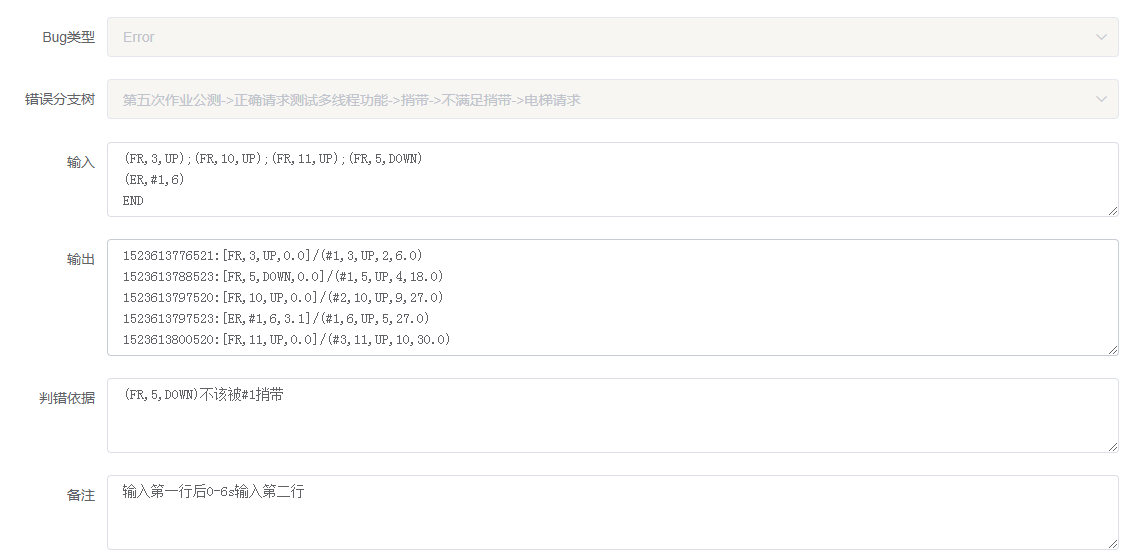 Bug类型 Error
错误分支树 第五次作业公测->正确请求测试多线程功能->捎带->不满足捎带->电梯请求
输入 (FR,3,UP);(FR,10,UP);(FR,11,UP);(FR,5,DOWN)
(ER,#1,6)
END
输出 1523613776521:[FR,3,UP,0.0]/(#1,3,UP,2,6.0)
1523613788523:[FR,5,DOWN,0.0]/(#1,5,UP,4,18.0)
1523613797520:[FR,10,UP,0.0]/(#2,10,UP,9,27.0)
1523613797523:[ER,#1,6,3.1]/(#1,6,UP,5,27.0)
1523613800520:[FR,11,UP,0.0]/(#3,11,UP,10,30.0)
判错依据 (FR,5,DOWN)不该被#1捎带
备注 输入第一行后0-6s输入第二行